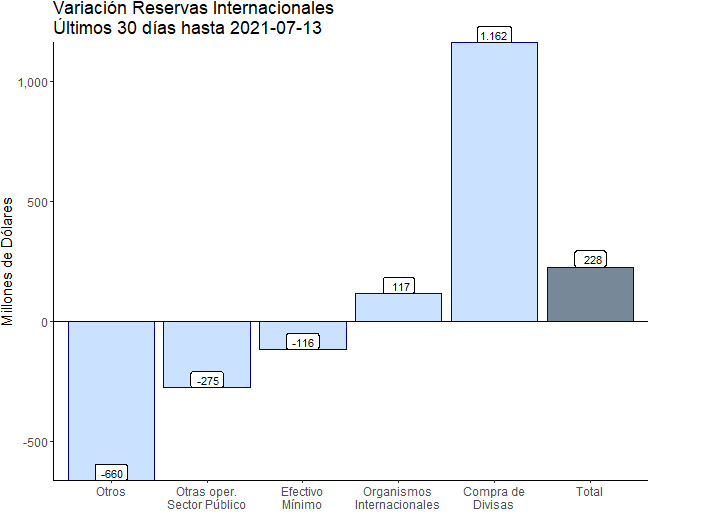 Variación Reservas Internacionales
Últimos 30 días hasta 2021-07-13
Millones de Dólares
1,000
500
0
-500
-660
-275
-116
117
1.162
228
Otros
Otras oper.
Sector Público
Efectivo
Mínimo
Organismos
Internacionales
Compra de
Divisas
Total